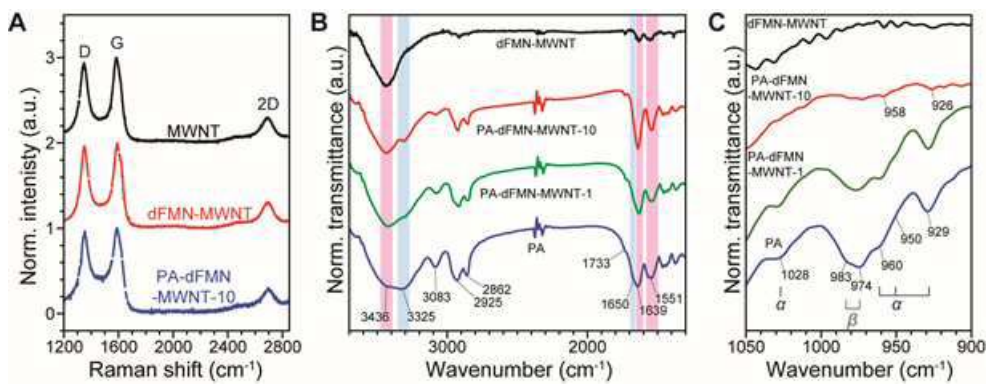 A
Norm. intenisty (a.u.)
3
2
1
0
D
G
2D
MWNT
dFMN-MWNT
PA-dFMN
-MWNT-10
1200 1600 2000 2400 2800
Raman shift (cm-1)
B
Norm. transmittance (a.u.)
dFMN-MWNT
PA-dFMN-MWNT-10
PA-dFMN-MWNT-1
PA
3436
3325
3083
2925
2862
1733
1650
1639
1551
3000 2000
Wavenumber (cm-1)
C
Norm. transmittance (a.u.)
dFMN-MWNT
PA-dFMN
-MWNT-10
958
926
PA-dFMN
-MWNT-1
PA
1028
983
974
960
950
929
α
β
α
1050 1000 950 900
Wavenumber (cm-1)